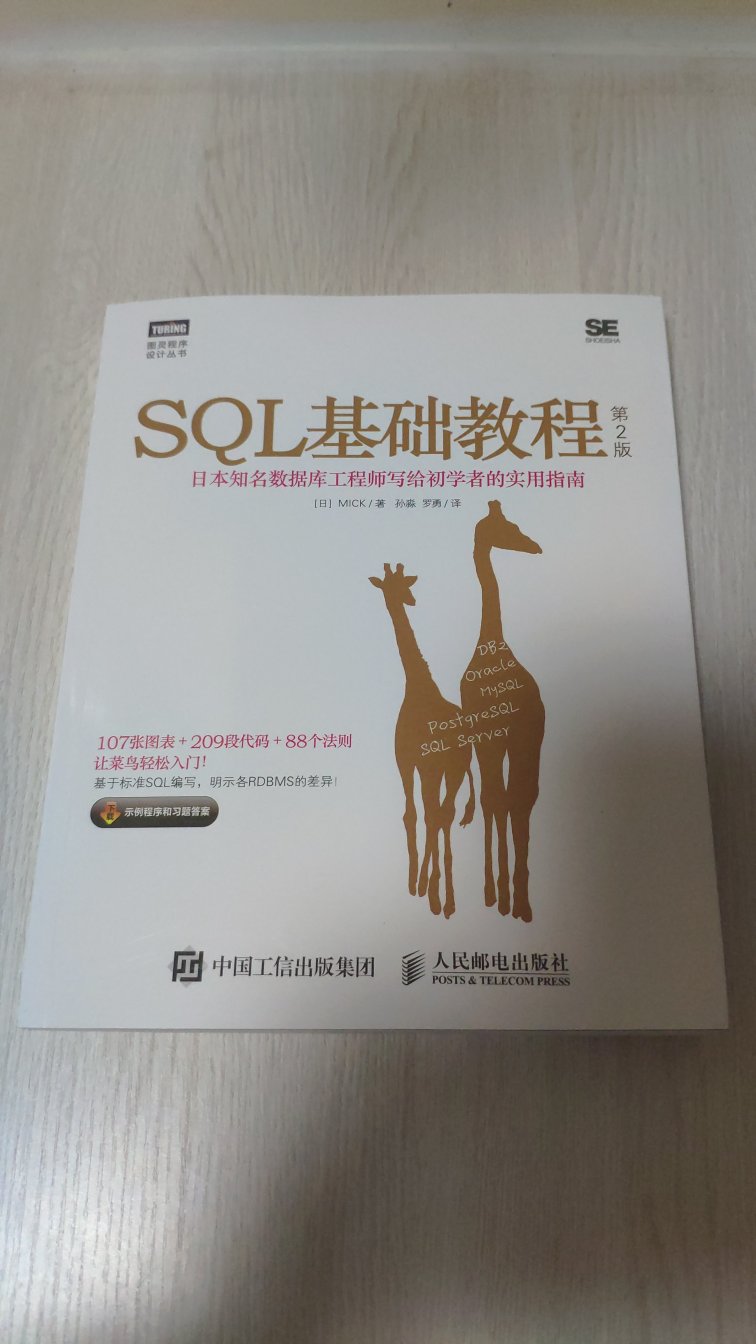 TURING
图灵程序
设计丛书
SE
SHOEISHA
SQL基础教程
第2版
日本知名数据库工程师写给初学者的实用指南
[日] MICK / 著 孙淼 罗勇 / 译
DB2
Oracle
MySQL
PostgreSQL
SQL Server
107张图表 + 209段代码 + 88个法则
让菜鸟轻松入门!
基于标准SQL编写，明示各RDBMS的差异!
下载
示例程序和习题答案
中国工信出版集团
人民邮电出版社
POSTS & TELECOM PRESS